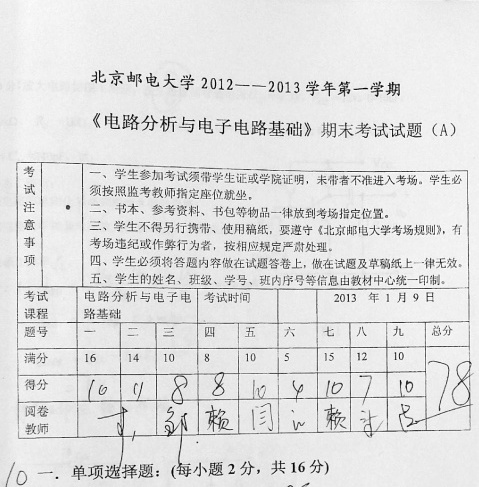 北京邮电大学2012——2013学年第一学期
《电路分析与电子电路基础》期末考试试题（A）
考试注意事项
一、学生参加考试须带学生证或学院证明，未带者不准进入考场。学生必
须按照监考教师指定座位就坐。
二、书本、参考资料、书包等物品一律放到考场指定位置。
三、学生不得另行携带、使用稿纸，要遵守《北京邮电大学考场规则》，有
考场违纪或作弊行为者，按相应规定严肃处理。
四、学生必须将答题内容做在试题答卷上，做在试题及草稿纸上一律无效。
五、学生的姓名、班级、学号、班内序号等信息由教材中心统一印制。
考试课程 电路分析与电子电路基础 考试时间 2013 年 1 月 9 日
题号 一 二 三 四 五 六 七 八 九 总分
满分 16 14 10 8 10 5 15 12 10
得分 10 11 8 8 10 4 10 7 10 78
阅卷教师 赖 闫 赖
10 一．单项选择题：（每小题 2 分，共 16 分）